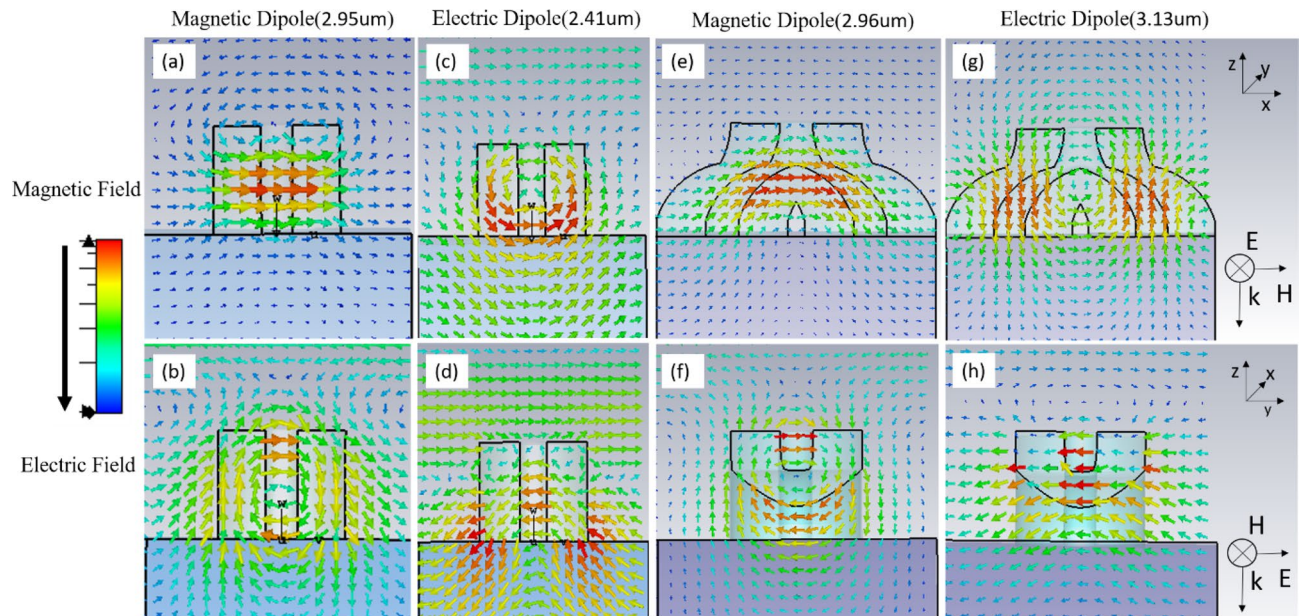 Magnetic Dipole(2.95um) Electric Dipole(2.41um) Magnetic Dipole(2.96um) Electric Dipole(3.13um)
(a) (c) (e) (g)
z y x
Magnetic Field
w u
w u
E
H
k
(b) (d) (f) (h)
z x y
Electric Field
w
u v
w
u v
H
E
k